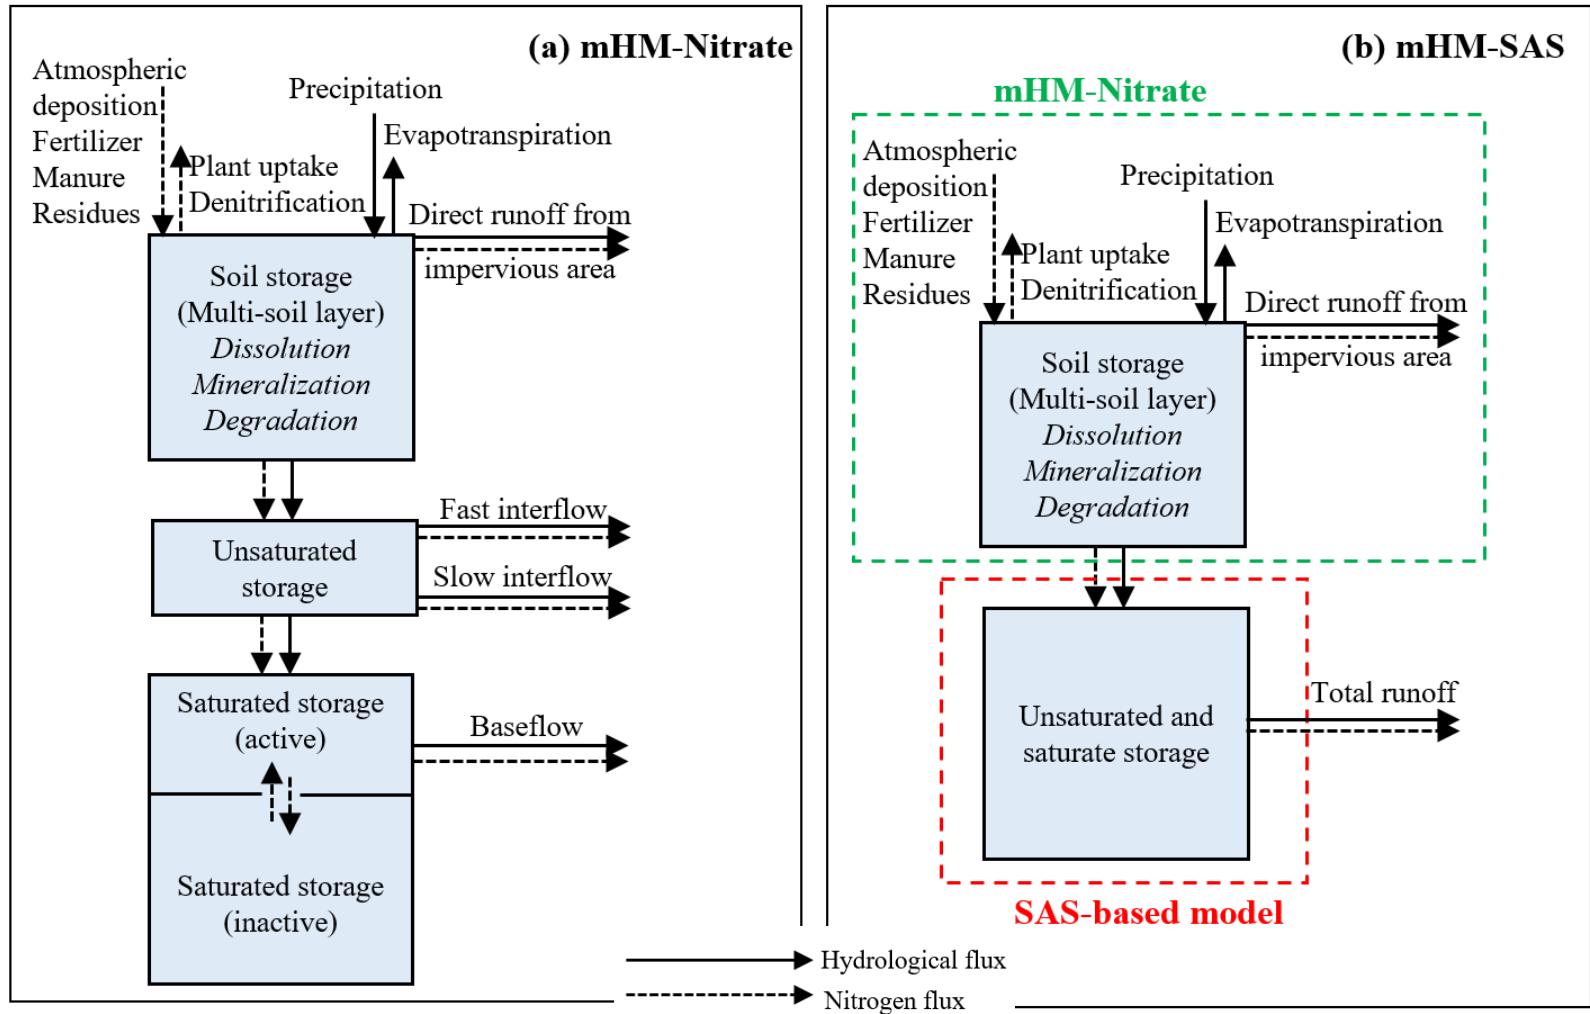 (a) mHM-Nitrate
Atmospheric
deposition
Fertilizer
Manure
Residues
Plant uptake
Denitrification
Precipitation
Evapotranspiration
Direct runoff from
impervious area
Soil storage
(Multi-soil layer)
Dissolution
Mineralization
Degradation
Fast interflow
Unsaturated
storage
Slow interflow
Saturated storage
(active)
Baseflow
Saturated storage
(inactive)
(b) mHM-SAS
mHM-Nitrate
Atmospheric
deposition
Fertilizer
Manure
Residues
Plant uptake
Denitrification
Precipitation
Evapotranspiration
Direct runoff from
impervious area
Soil storage
(Multi-soil layer)
Dissolution
Mineralization
Degradation
Unsaturated and
saturate storage
Total runoff
SAS-based model
Hydrological flux
Nitrogen flux